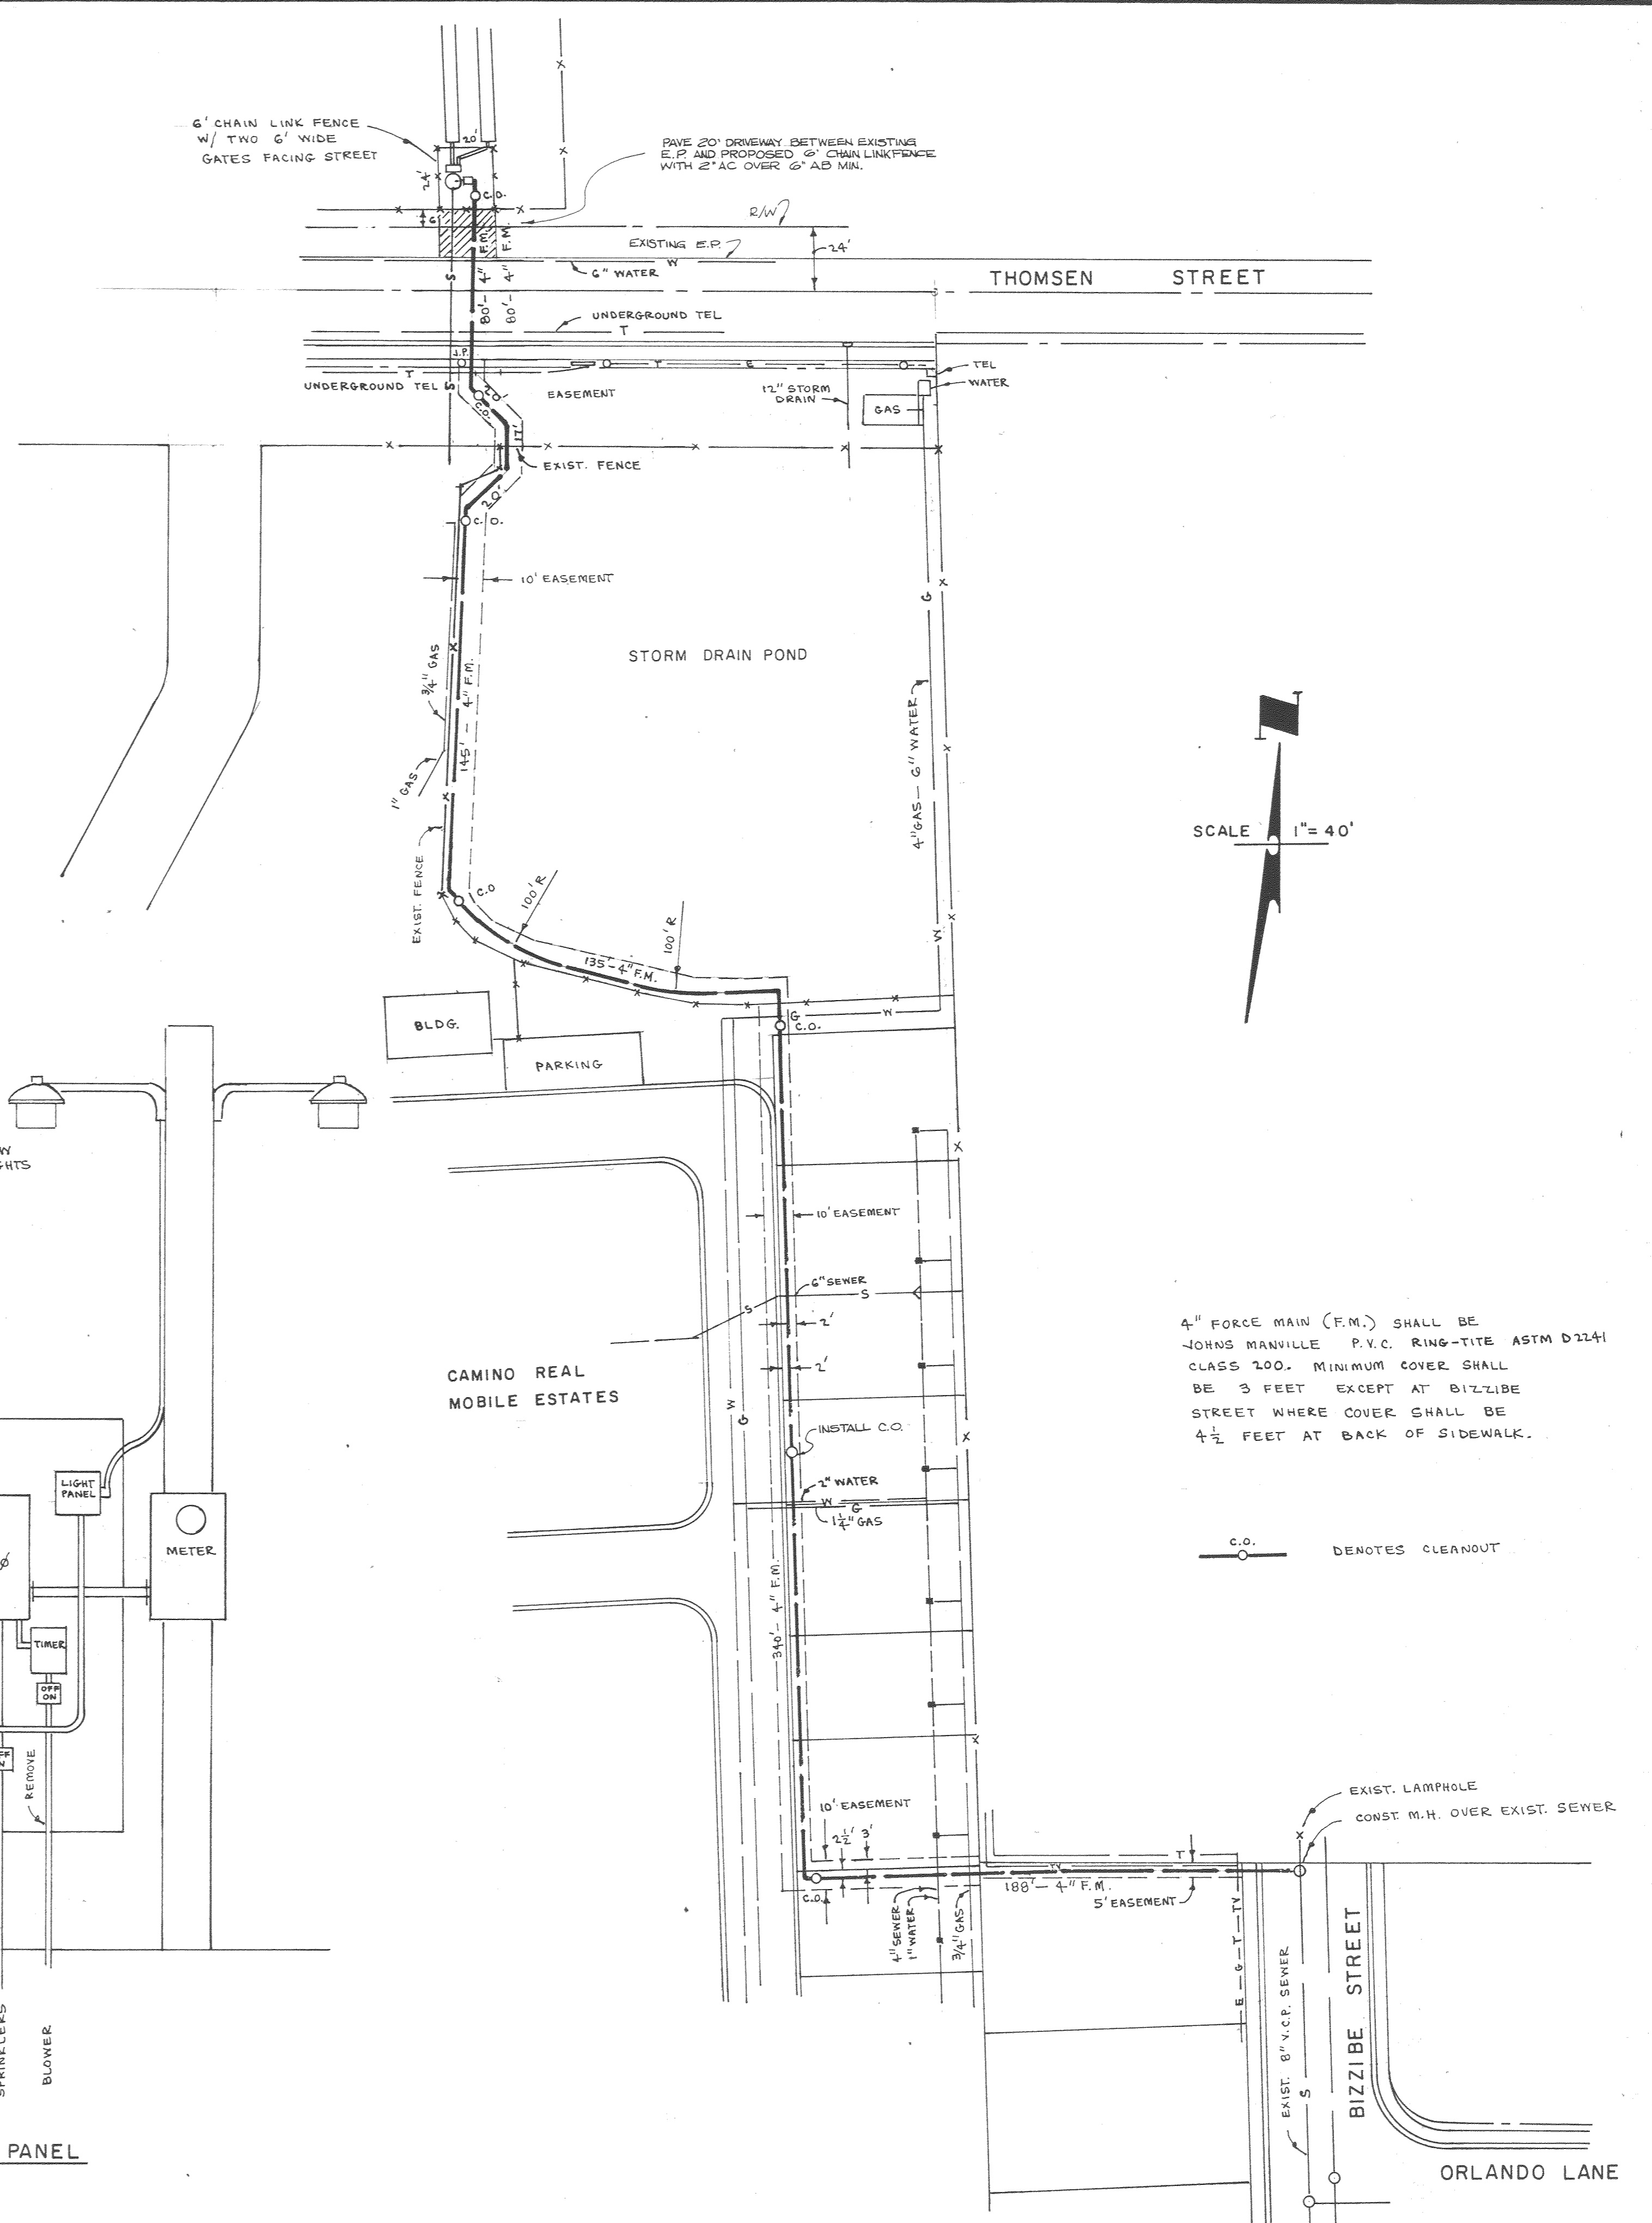 6' CHAIN LINK FENCE
W/ TWO 6' WIDE
GATES FACING STREET
20'
24'
C.O.
6'
PAVE 20' DRIVEWAY BETWEEN EXISTING
E.P. AND PROPOSED 6' CHAIN LINK FENCE
WITH 2" AC OVER 6" AB MIN.
R/W
EXISTING E.P.
24'
W
6" WATER
S
80'- 4" F.M.
80'- 4" F.M.
THOMSEN STREET
UNDERGROUND TEL
T
J.P.
T
E
T
UNDERGROUND TEL
S
EASEMENT
12" STORM
DRAIN
TEL
WATER
GAS
20'
C.O.
17'
EXIST. FENCE
20'
C. O.
10' EASEMENT
G
STORM DRAIN POND
3/4" GAS
145' - 4" F.M.
1" GAS
4" GAS - 6" WATER
SCALE 1"= 40'
EXIST. FENCE
C.O
100' R
100' R
W
135'-4" F.M.
BLDG.
G
W
C.O.
PARKING
W
GHTS
10' EASEMENT
6" SEWER
S
S
2'
2'
4" FORCE MAIN (F.M.) SHALL BE
JOHNS MANVILLE P.V.C. RING-TITE ASTM D2241
CLASS 200. MINIMUM COVER SHALL
BE 3 FEET EXCEPT AT BIZZIBE
STREET WHERE COVER SHALL BE
4 1/2 FEET AT BACK OF SIDEWALK.
CAMINO REAL
MOBILE ESTATES
W
G
INSTALL C.O.
2" WATER
W
G
1 1/4" GAS
LIGHT
PANEL
METER
C.O.
DENOTES CLEANOUT
340' - 4" F.M.
TIMER
OFF
ON
REMOVE
10' EASEMENT
2 1/2' 3'
EXIST. LAMPHOLE
CONST. M.H. OVER EXIST. SEWER
T
TV
C.O.
188' - 4" F.M.
5' EASEMENT
4" SEWER
1" WATER
3/4" GAS
E - G - T - TV
EXIST. 8" V.C.P. SEWER
S
BIZZIBE STREET
SPRINKLERS
BLOWER
PANEL
ORLANDO LANE